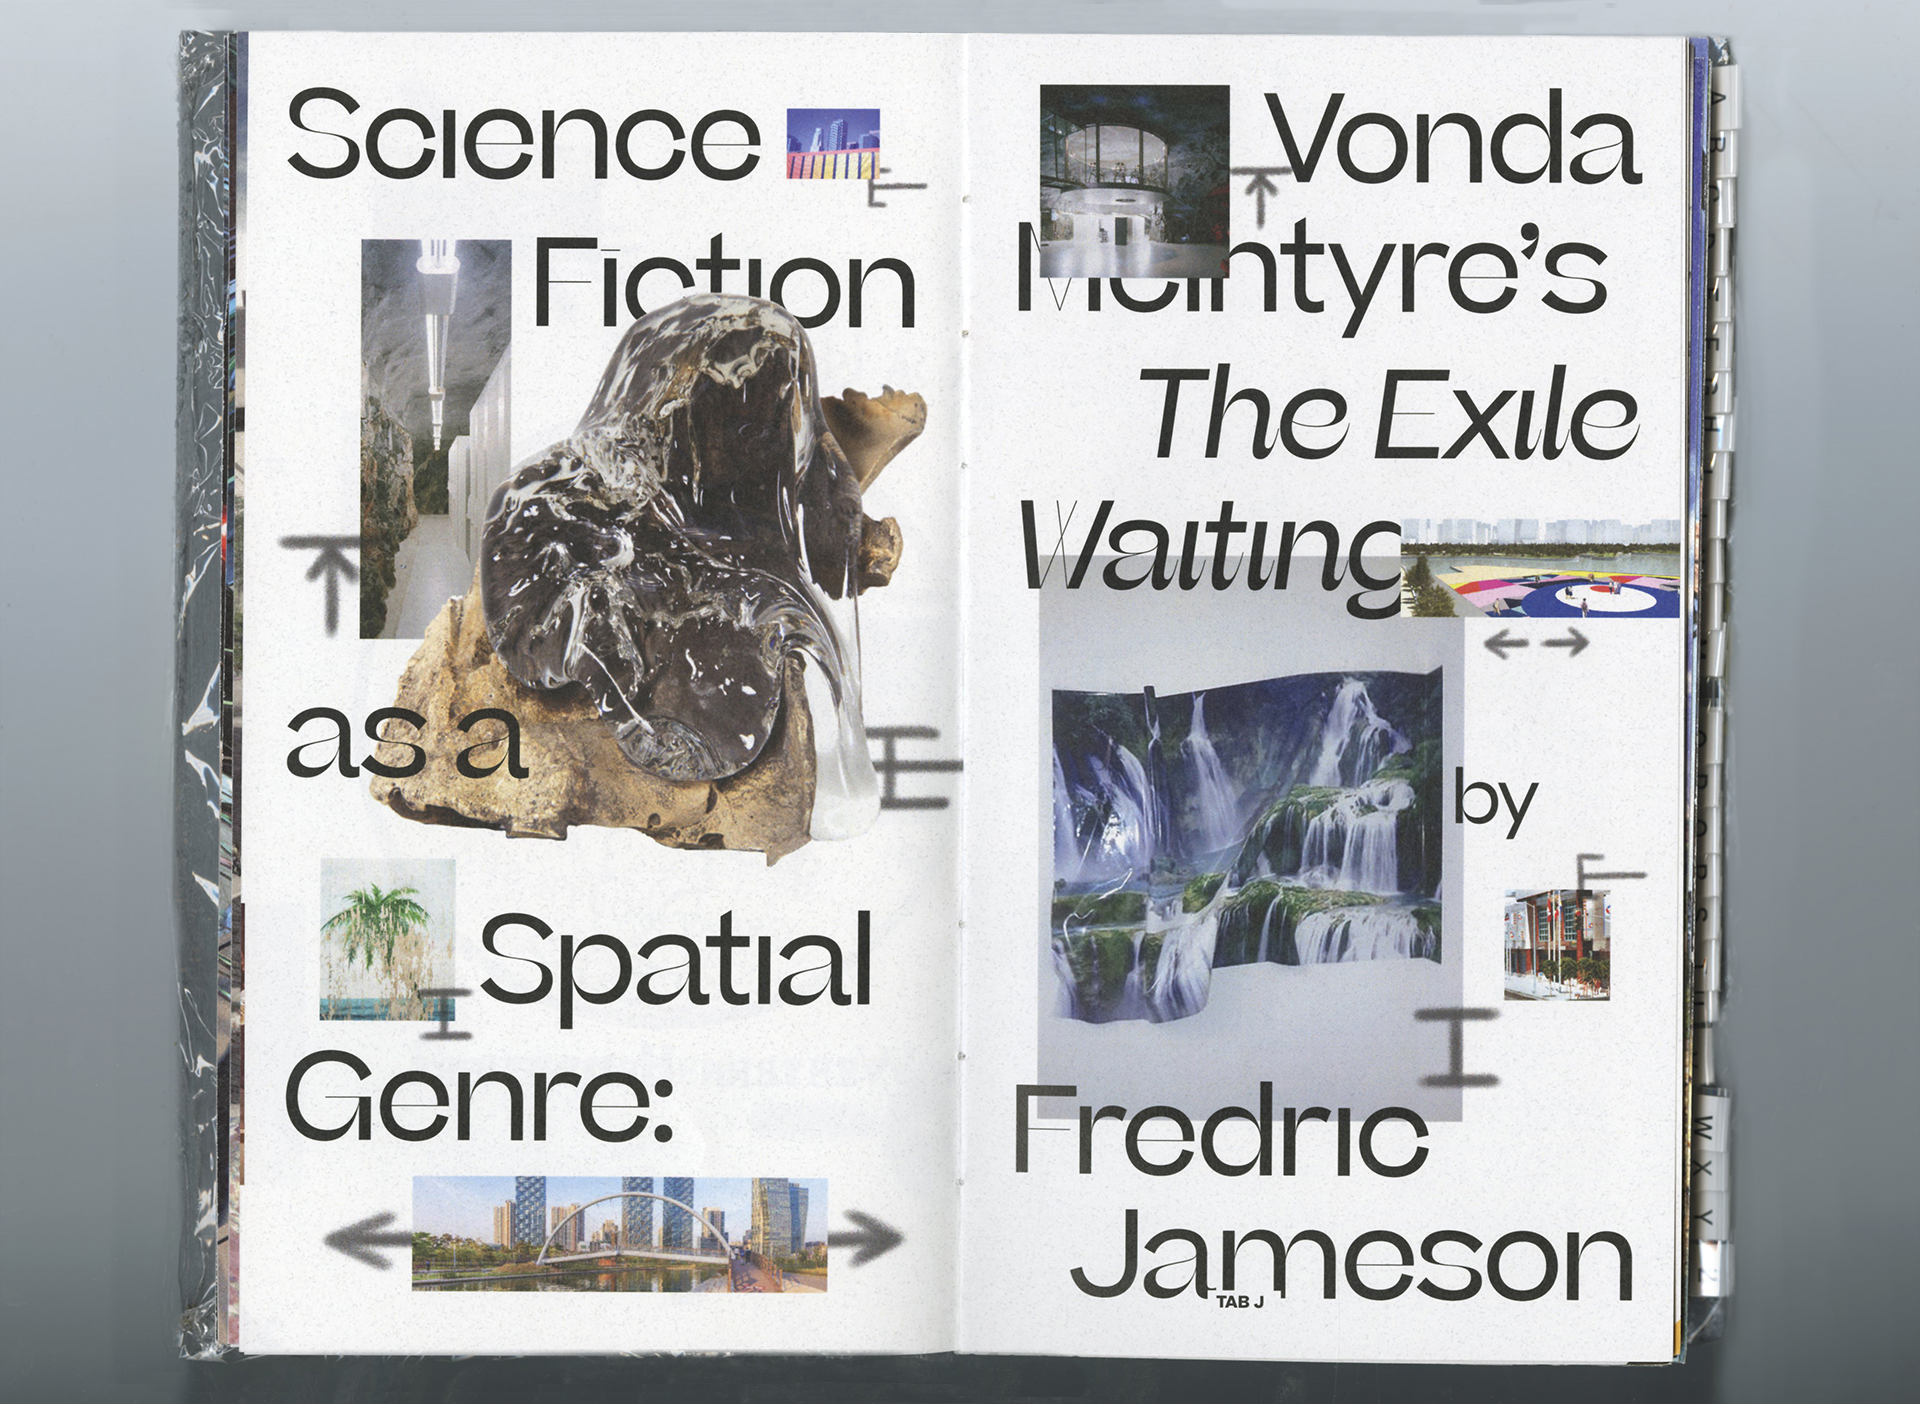 Science
Fiction
as a
Spatial
Genre:
Vonda
McIntyre's
The Exile
Waiting
by
Fredric
Jameson
TAB J
W X Y